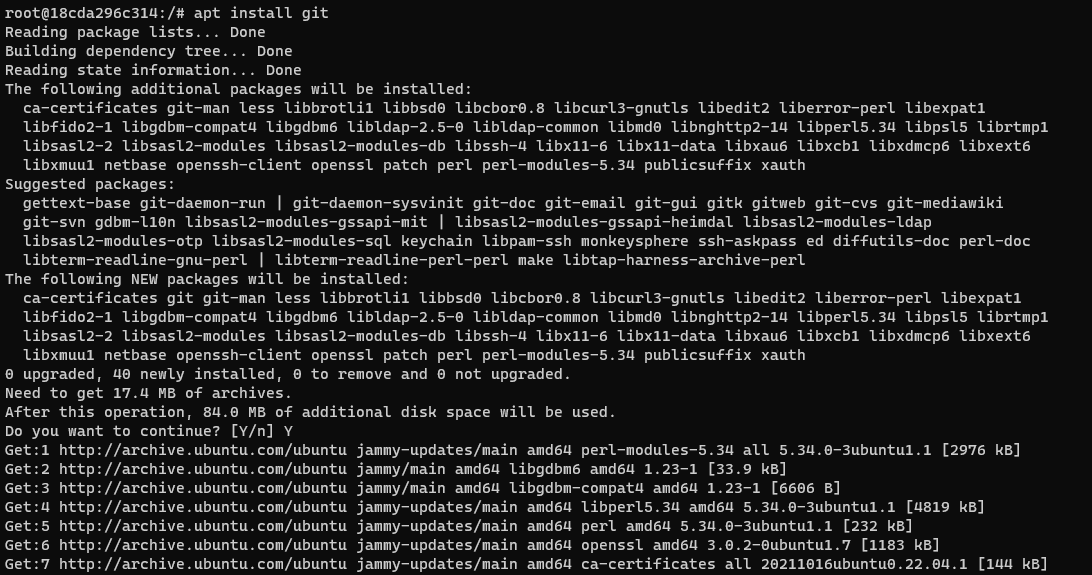 root@18cda296c314:/# apt install git
Reading package lists... Done
Building dependency tree... Done
Reading state information... Done
The following additional packages will be installed:
  ca-certificates git-man less libbrotli1 libbsd0 libcbor0.8 libcurl3-gnutls libedit2 liberror-perl libexpat1
  libfido2-1 libgdbm-compat4 libgdbm6 libldap-2.5-0 libldap-common libmd0 libnghttp2-14 libperl5.34 libpsl5 librtmp1
  libsasl2-2 libsasl2-modules libsasl2-modules-db libssh-4 libx11-6 libx11-data libxau6 libxcb1 libxdmcp6 libxext6
  libxmuu1 netbase openssh-client openssl patch perl perl-modules-5.34 publicsuffix xauth
Suggested packages:
  gettext-base git-daemon-run | git-daemon-sysvinit git-doc git-email git-gui gitk gitweb git-cvs git-mediawiki
  git-svn gdbm-l10n libsasl2-modules-gssapi-mit | libsasl2-modules-gssapi-heimdal libsasl2-modules-ldap
  libsasl2-modules-otp libsasl2-modules-sql keychain libpam-ssh monkeysphere ssh-askpass ed diffutils-doc perl-doc
  libterm-readline-gnu-perl | libterm-readline-perl-perl make libtap-harness-archive-perl
The following NEW packages will be installed:
  ca-certificates git git-man less libbrotli1 libbsd0 libcbor0.8 libcurl3-gnutls libedit2 liberror-perl libexpat1
  libfido2-1 libgdbm-compat4 libgdbm6 libldap-2.5-0 libldap-common libmd0 libnghttp2-14 libperl5.34 libpsl5 librtmp1
  libsasl2-2 libsasl2-modules libsasl2-modules-db libssh-4 libx11-6 libx11-data libxau6 libxcb1 libxdmcp6 libxext6
  libxmuu1 netbase openssh-client openssl patch perl perl-modules-5.34 publicsuffix xauth
0 upgraded, 40 newly installed, 0 to remove and 0 not upgraded.
Need to get 17.4 MB of archives.
After this operation, 84.0 MB of additional disk space will be used.
Do you want to continue? [Y/n] Y
Get:1 http://archive.ubuntu.com/ubuntu jammy-updates/main amd64 perl-modules-5.34 all 5.34.0-3ubuntu1.1 [2976 kB]
Get:2 http://archive.ubuntu.com/ubuntu jammy/main amd64 libgdbm6 amd64 1.23-1 [33.9 kB]
Get:3 http://archive.ubuntu.com/ubuntu jammy/main amd64 libgdbm-compat4 amd64 1.23-1 [6606 B]
Get:4 http://archive.ubuntu.com/ubuntu jammy-updates/main amd64 libperl5.34 amd64 5.34.0-3ubuntu1.1 [4819 kB]
Get:5 http://archive.ubuntu.com/ubuntu jammy-updates/main amd64 perl amd64 5.34.0-3ubuntu1.1 [232 kB]
Get:6 http://archive.ubuntu.com/ubuntu jammy-updates/main amd64 openssl amd64 3.0.2-0ubuntu1.7 [1183 kB]
Get:7 http://archive.ubuntu.com/ubuntu jammy-updates/main amd64 ca-certificates all 20211016ubuntu0.22.04.1 [144 kB]